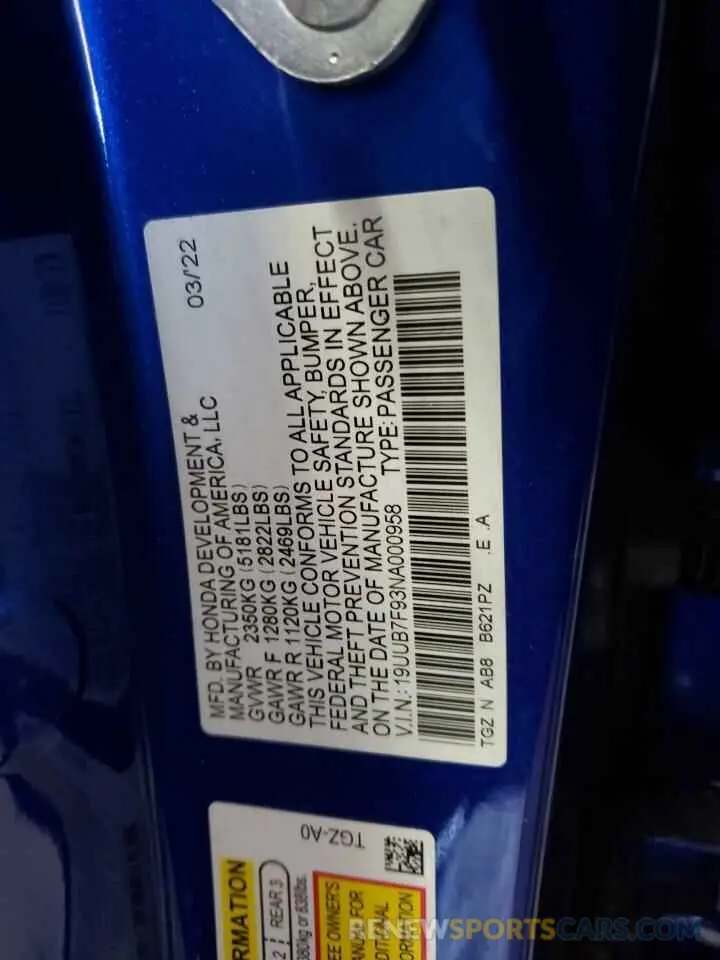 03/'22
MFD. BY HONDA DEVELOPMENT &
MANUFACTURING OF AMERICA, LLC
GVWR 2350KG (5181LBS)
GAWR F 1280KG (2822LBS)
GAWR R 1120KG (2469LBS)
THIS VEHICLE CONFORMS TO ALL APPLICABLE
FEDERAL MOTOR VEHICLE SAFETY, BUMPER,
AND THEFT PREVENTION STANDARDS IN EFFECT
ON THE DATE OF MANUFACTURE SHOWN ABOVE.
V.I.N.: 19UUB7F93NA000958 TYPE: PASSENGER CAR
TGZ N AB8 B621PZ .E .A
TGZ-A0
RMATION
2 REAR 3
EE OWNER'S
ANUAL FOR
DITIONAL
ORMATION
RENEWSPORTSCARS.COM